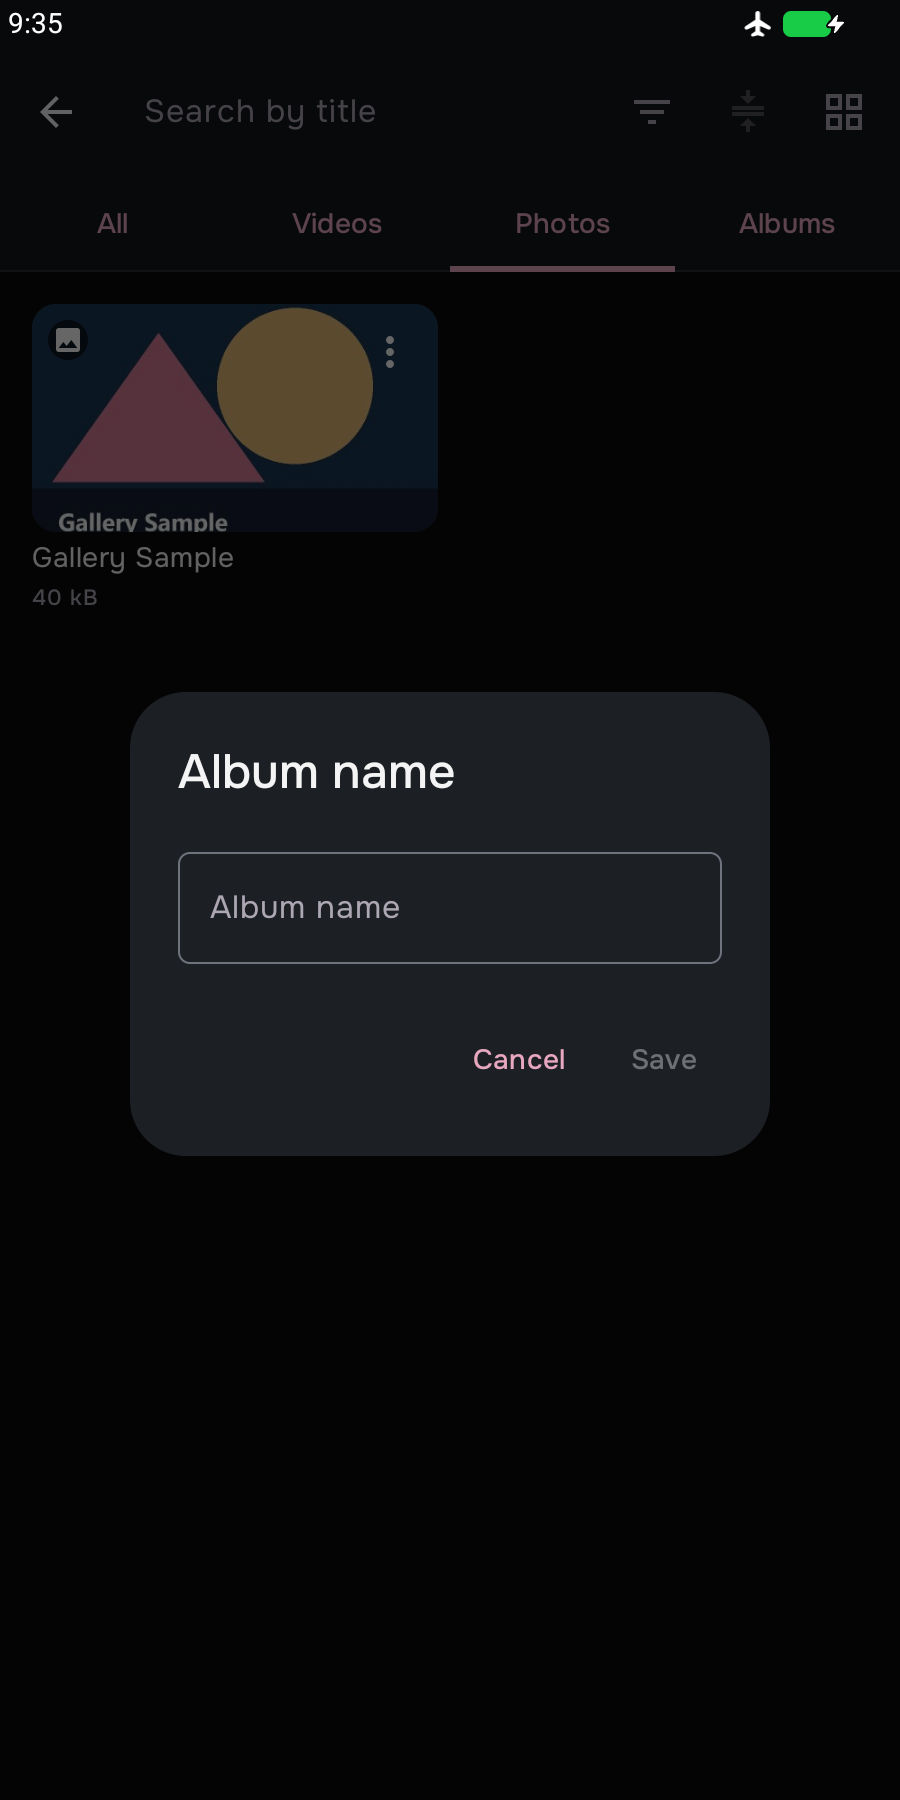 9:35
Search by title
All
Videos
Photos
Albums
Gallery Sample
Gallery Sample
40 kB
Album name
Album name
Cancel
Save